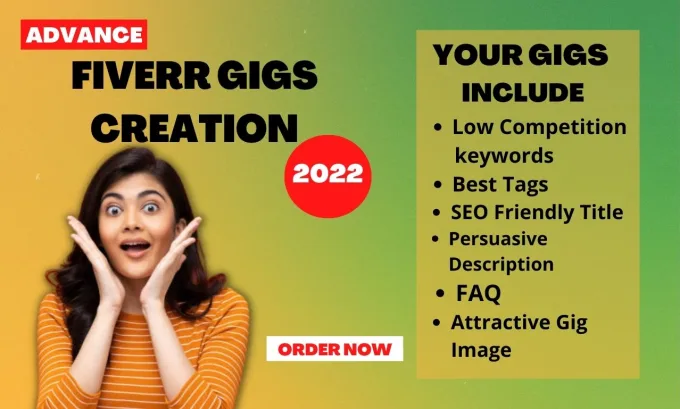 ADVANCE
FIVERR GIGS
CREATION
2022
ORDER NOW
YOUR GIGS
INCLUDE
• Low Competition
keywords
• Best Tags
• SEO Friendly Title
• Persuasive
Description
• FAQ
• Attractive Gig
Image